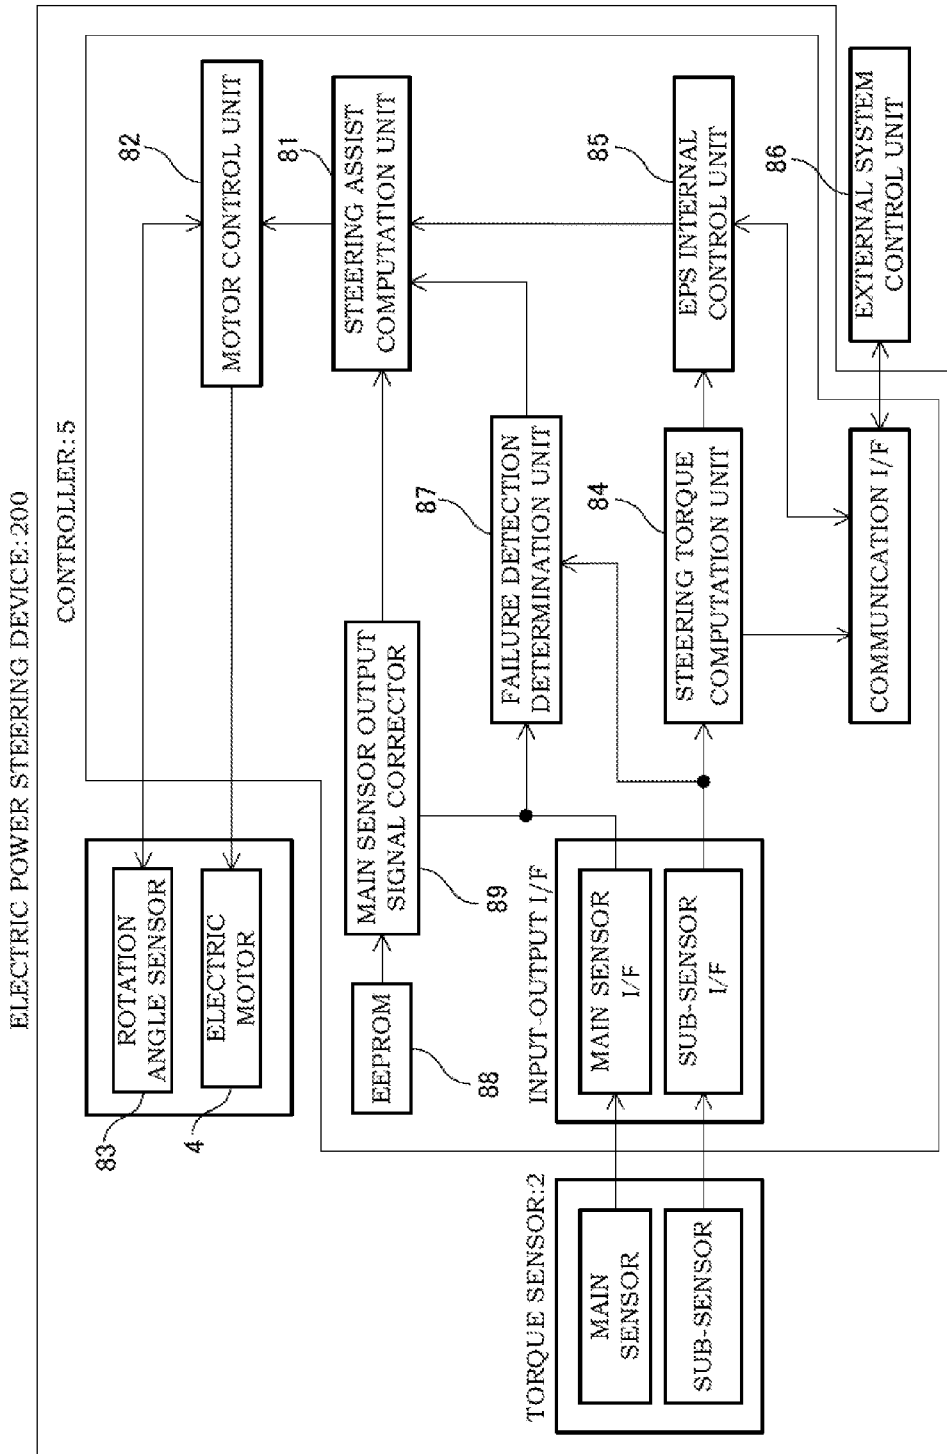 ELECTRIC POWER STEERING DEVICE:200
CONTROLLER:5
ROTATION
ANGLE SENSOR
83
ELECTRIC
MOTOR
4
82
MOTOR CONTROL UNIT
81
STEERING ASSIST
COMPUTATION UNIT
EEPROM
88
MAIN SENSOR OUTPUT
SIGNAL CORRECTOR
89
87
FAILURE DETECTION
DETERMINATION UNIT
TORQUE SENSOR:2
MAIN
SENSOR
SUB-SENSOR
INPUT-OUTPUT I/F
MAIN SENSOR
I/F
SUB-SENSOR
I/F
84
STEERING TORQUE
COMPUTATION UNIT
85
EPS INTERNAL
CONTROL UNIT
COMMUNICATION I/F
86
EXTERNAL SYSTEM
CONTROL UNIT